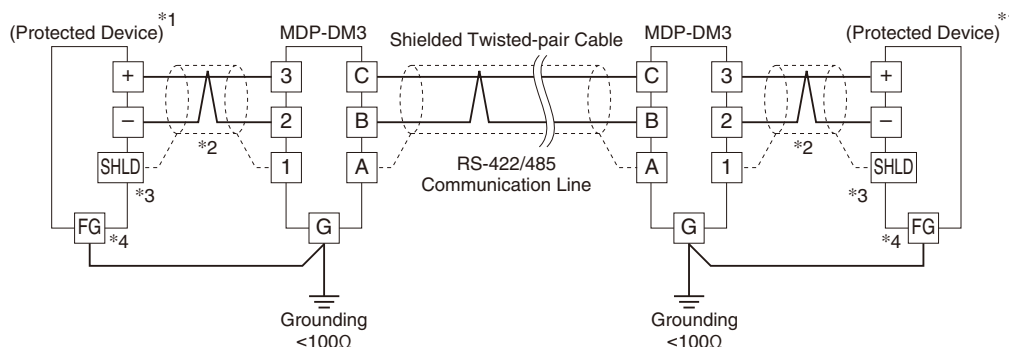 (Protected Device)*1
MDP-DM3
Shielded Twisted-pair Cable
MDP-DM3
(Protected Device)*
+
3
C
C
3
+
–
2
B
B
2
–
*2
*2
SHLD
1
A
RS-422/485
Communication Line
A
1
SHLD
*3
*3
FG
*4
G
G
*4
FG
Grounding
<100Ω
Grounding
<100Ω